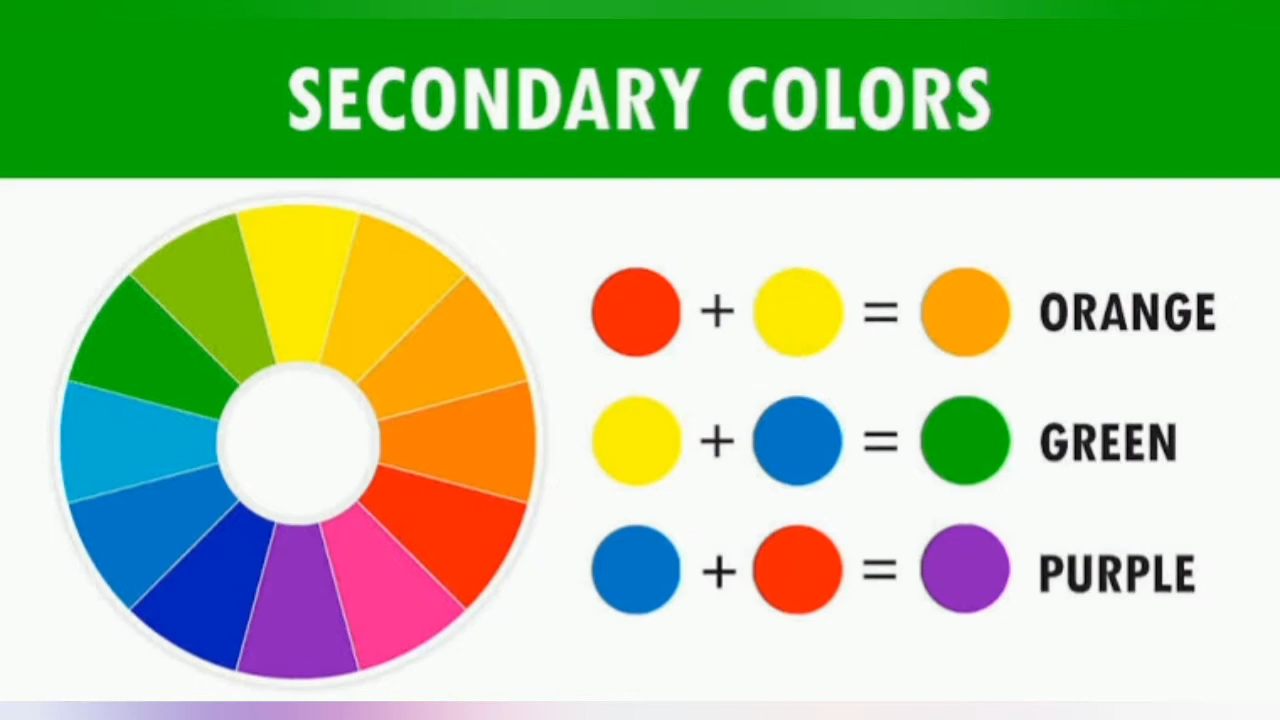 SECONDARY COLORS
+ = ORANGE
+ = GREEN
+ = PURPLE